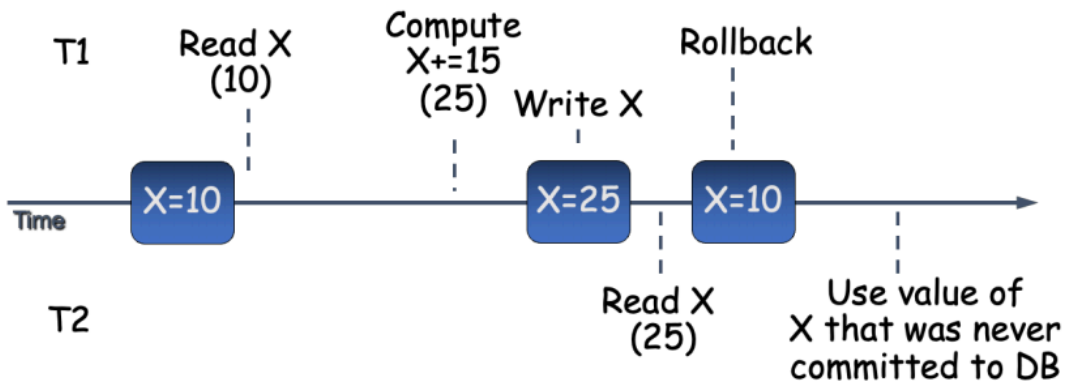 T1
Read X
(10)
Compute
X+=15
(25)
Write X
Rollback
X=10
X=25
X=10
Time
T2
Read X
(25)
Use value of
X that was never
committed to DB